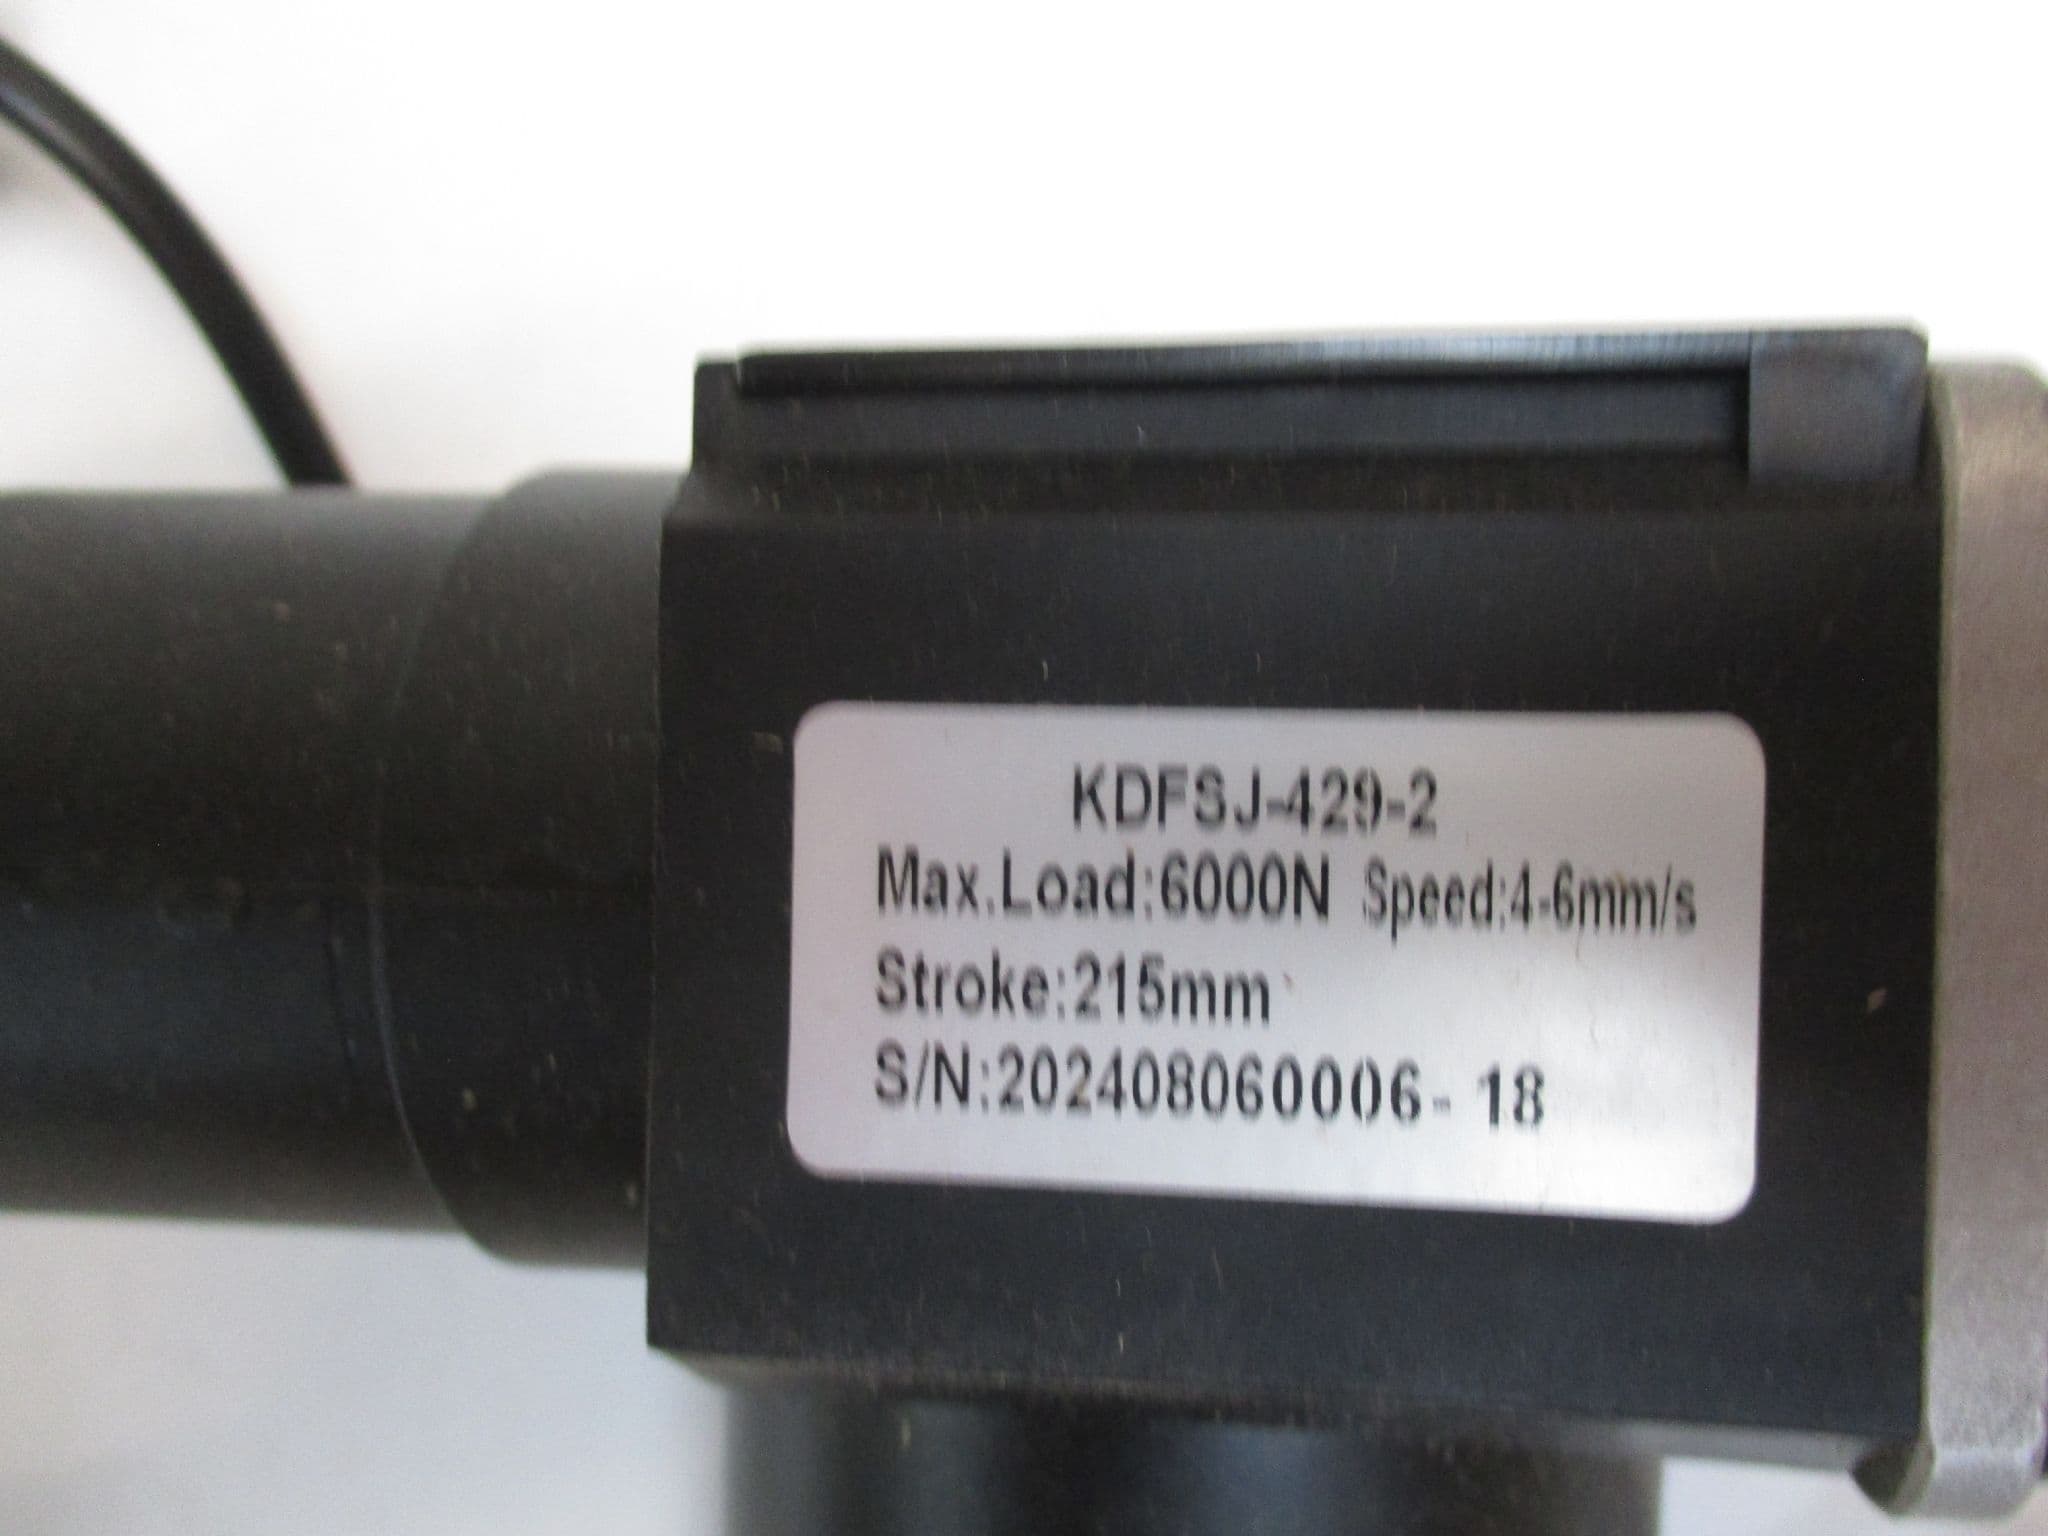 KDFSJ-429-2
Max.Load:6000N Speed:4-6mm/s
Stroke:215mm
S/N:202408060006- 18